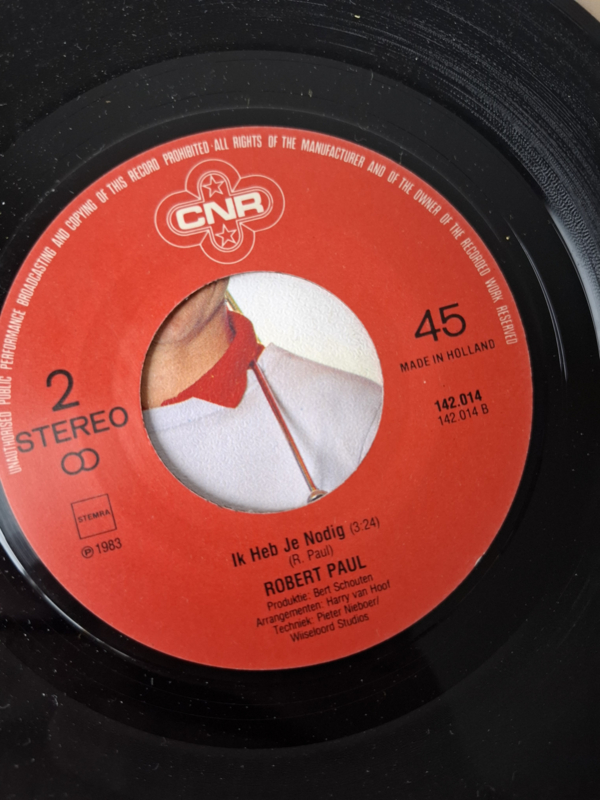 UNAUTHORISED PUBLIC PERFORMANCE BROADCASTING AND COPYING OF THIS RECORD PROHIBITED-ALL RIGHTS OF THE MANUFACTURER AND OF THE OWNER OF THE RECORDED WORK RESERVED
CNR
45
MADE IN HOLLAND
142.014
142.014 B
2
STEREO
STEMRA
℗ 1983
Ik Heb Je Nodig (3:24)
(R. Paul)
ROBERT PAUL
Produktie: Bert Schouten
Arrangementen: Harry van Hoof
Techniek: Pieter Nieboer/
Wisseloord Studios